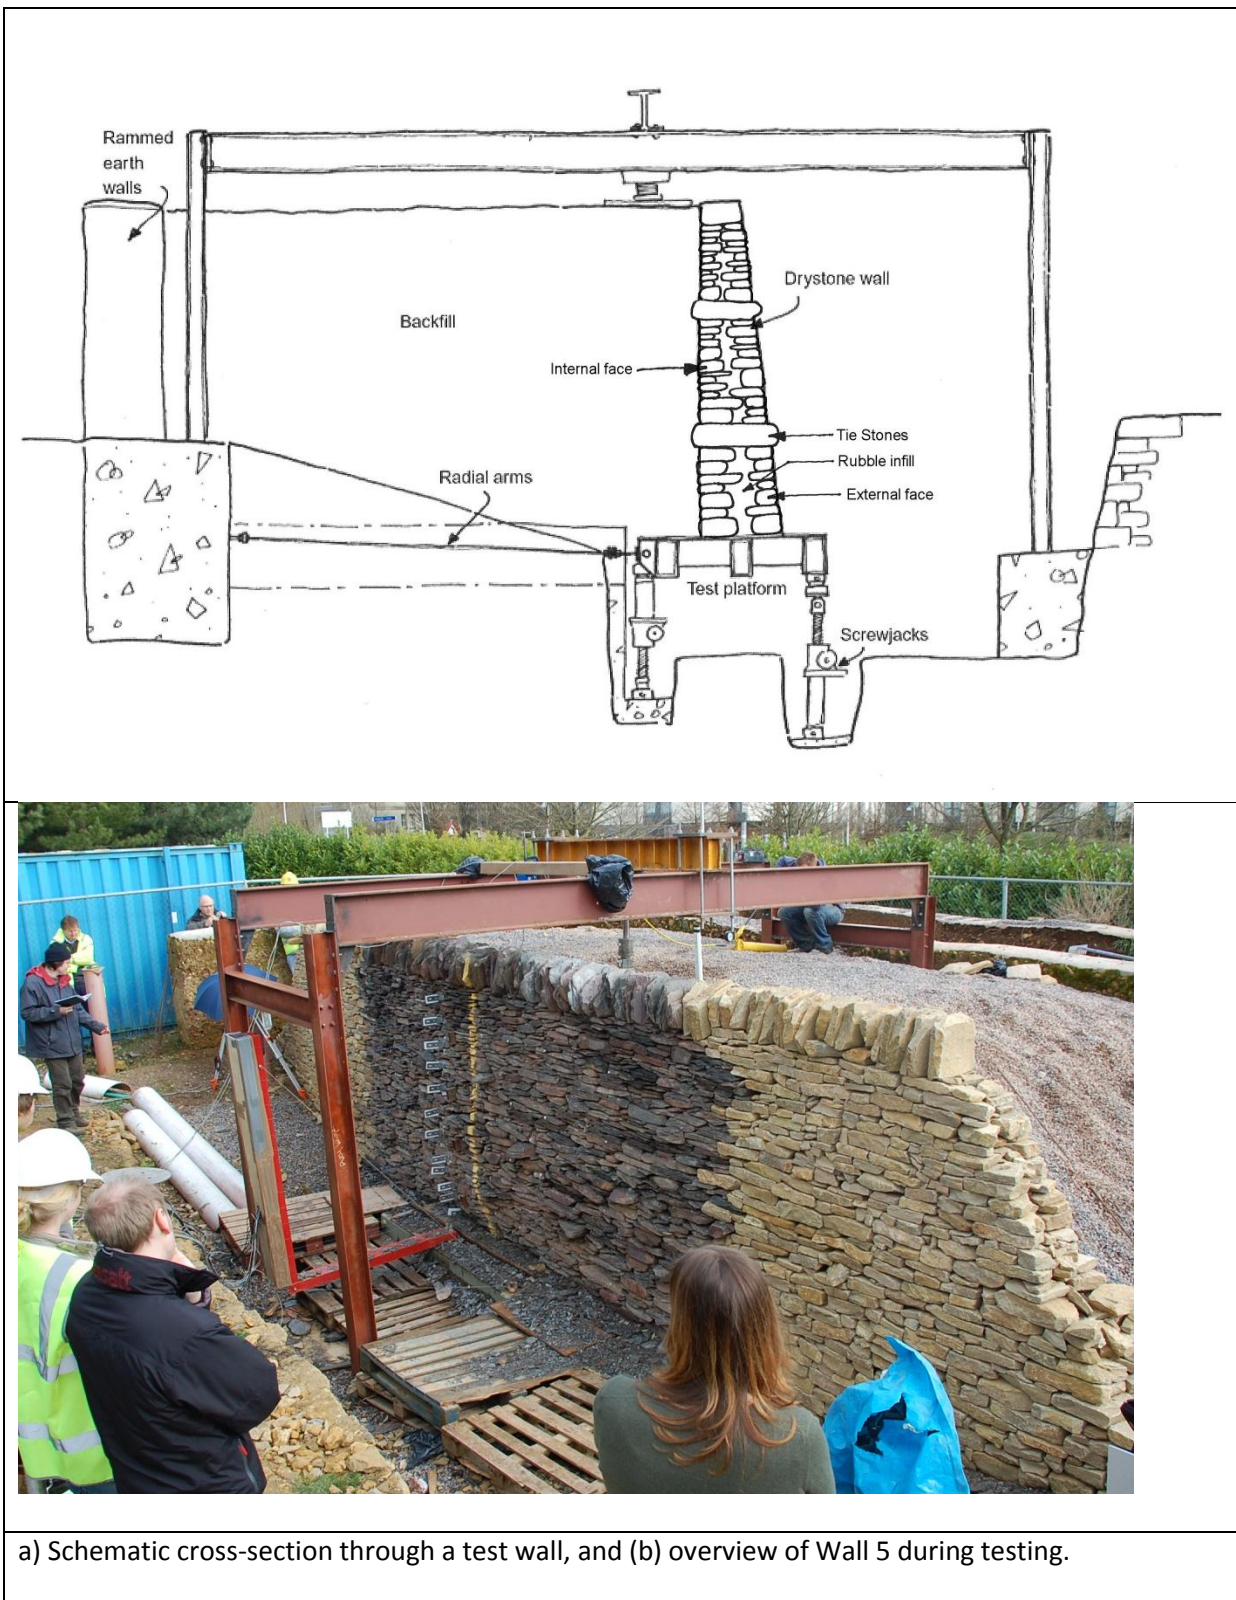 Rammed
earth
walls
Drystone wall
Backfill
Internal face
Tie Stones
Rubble infill
External face
Radial arms
Test platform
Screwjacks
a) Schematic cross-section through a test wall, and (b) overview of Wall 5 during testing.